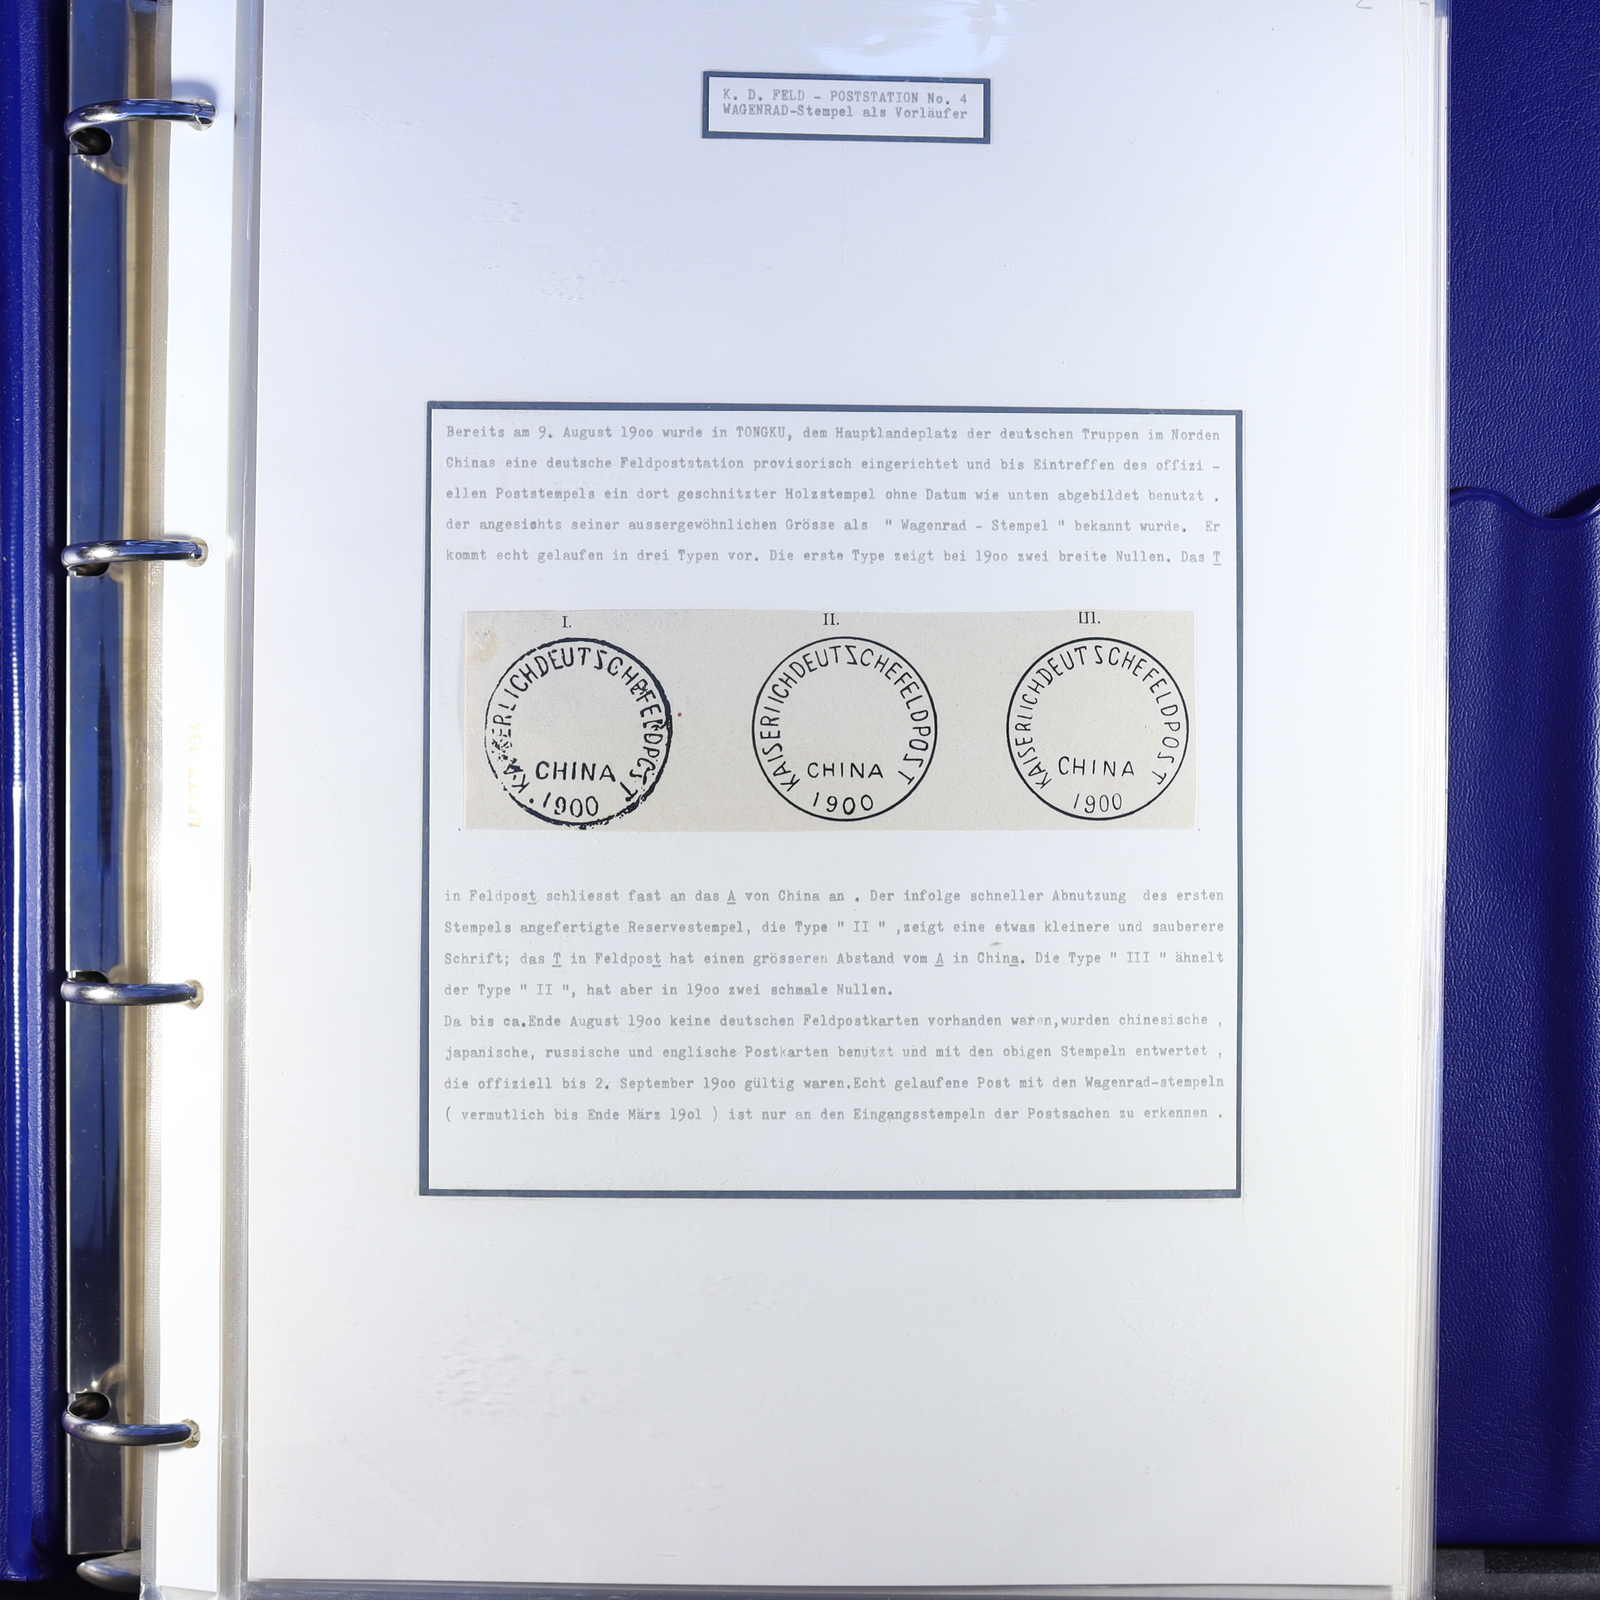 K. D. FELD - POSTSTATION No. 4
WAGENRAD-Stempel als Vorläufer
Bereits am 9. August 19oo wurde in TONGKU, dem Hauptlandeplatz der deutschen Truppen im Norden
Chinas eine deutsche Feldpoststation provisorisch eingerichtet und bis Eintreffen des offizi -
ellen Poststempels ein dort geschnitzter Holzstempel ohne Datum wie unten abgebildet benutzt .
der angesichts seiner aussergewöhnlichen Grösse als " Wagenrad - Stempel " bekannt wurde. Er
kommt echt gelaufen in drei Typen vor. Die erste Type zeigt bei 19oo zwei breite Nullen. Das T
I.
KAISERLICHDEUTSCHEFELDPOST
CHINA
1900
II.
KAISERLICHDEUTSCHEFELDPOST
CHINA
1900
III.
KAISERLICHDEUTSCHEFELDPOST
CHINA
1900
in Feldpost schliesst fast an das A von China an . Der infolge schneller Abnutzung des ersten
Stempels angefertigte Reservestempel, die Type " II " ,zeigt eine etwas kleinere und sauberere
Schrift; das T in Feldpost hat einen grösseren Abstand vom A in China. Die Type " III " ähnelt
der Type " II ", hat aber in 19oo zwei schmale Nullen.
Da bis ca.Ende August 19oo keine deutschen Feldpostkarten vorhanden waren,wurden chinesische ,
japanische, russische und englische Postkarten benutzt und mit den obigen Stempeln entwertet ,
die offiziell bis 2. September 19oo gültig waren.Echt gelaufene Post mit den Wagenrad-stempeln
( vermutlich bis Ende März 19ol ) ist nur an den Eingangsstempeln der Postsachen zu erkennen .